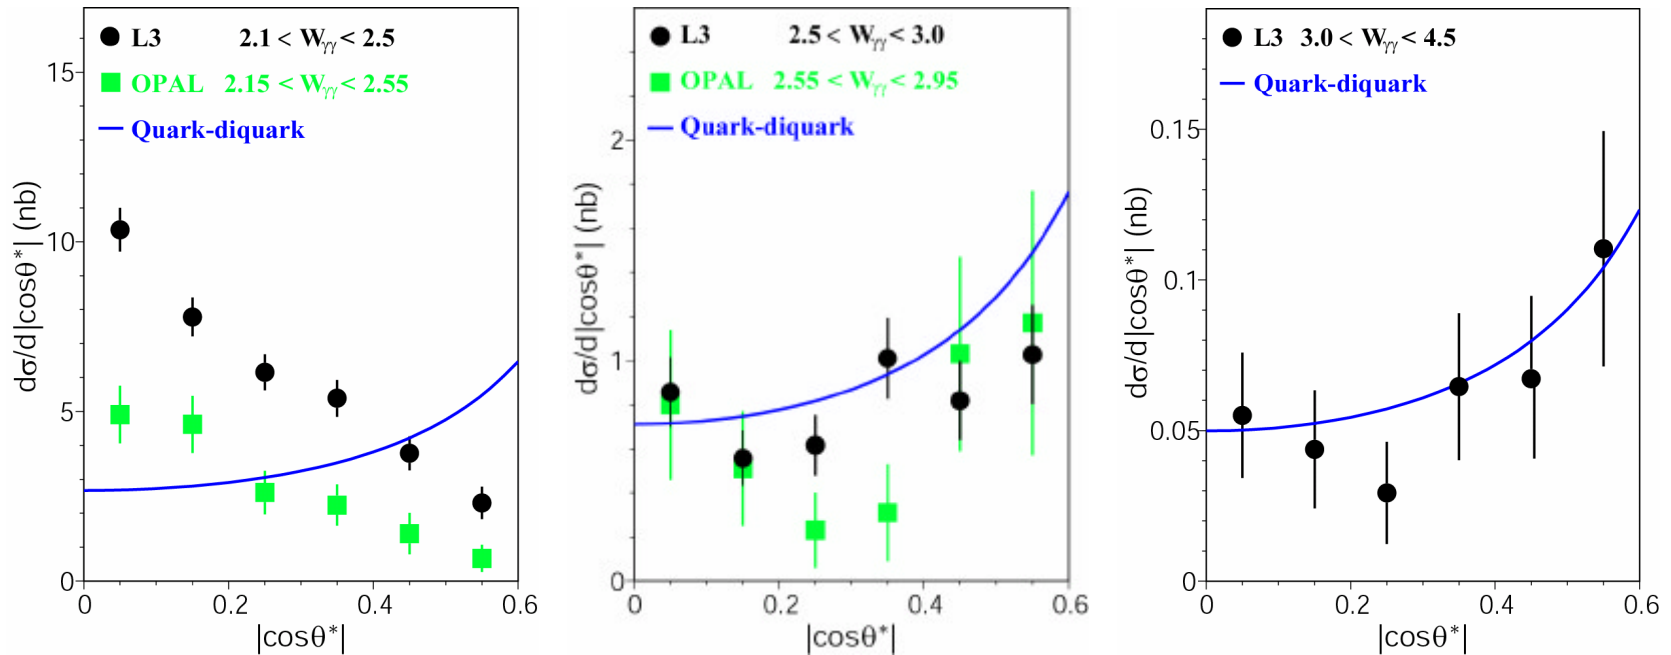 L3 2.1 < Wγγ < 2.5
OPAL 2.15 < Wγγ < 2.55
Quark-diquark
15
10
5
0
0 0.2 0.4 0.6
dσ/d|cosθ*| (nb)
|cosθ*|
L3 2.5 < Wγγ < 3.0
OPAL 2.55 < Wγγ < 2.95
Quark-diquark
2
1
0
0 0.2 0.4 0.6
dσ/d|cosθ*| (nb)
|cosθ*|
L3 3.0 < Wγγ < 4.5
Quark-diquark
0.15
0.1
0.05
0
0 0.2 0.4 0.6
dσ/d|cosθ*| (nb)
|cosθ*|